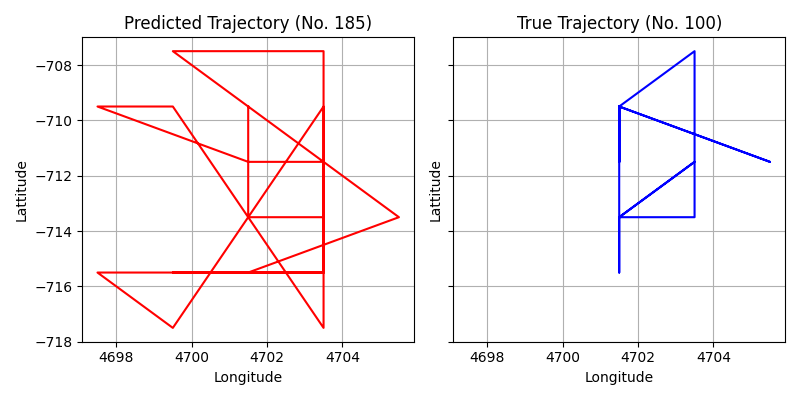 Predicted Trajectory (No. 185)
−708
−710
−712
−714
−716
−718
Lattitude
4698 4700 4702 4704
Longitude
True Trajectory (No. 100)
Lattitude
4698 4700 4702 4704
Longitude